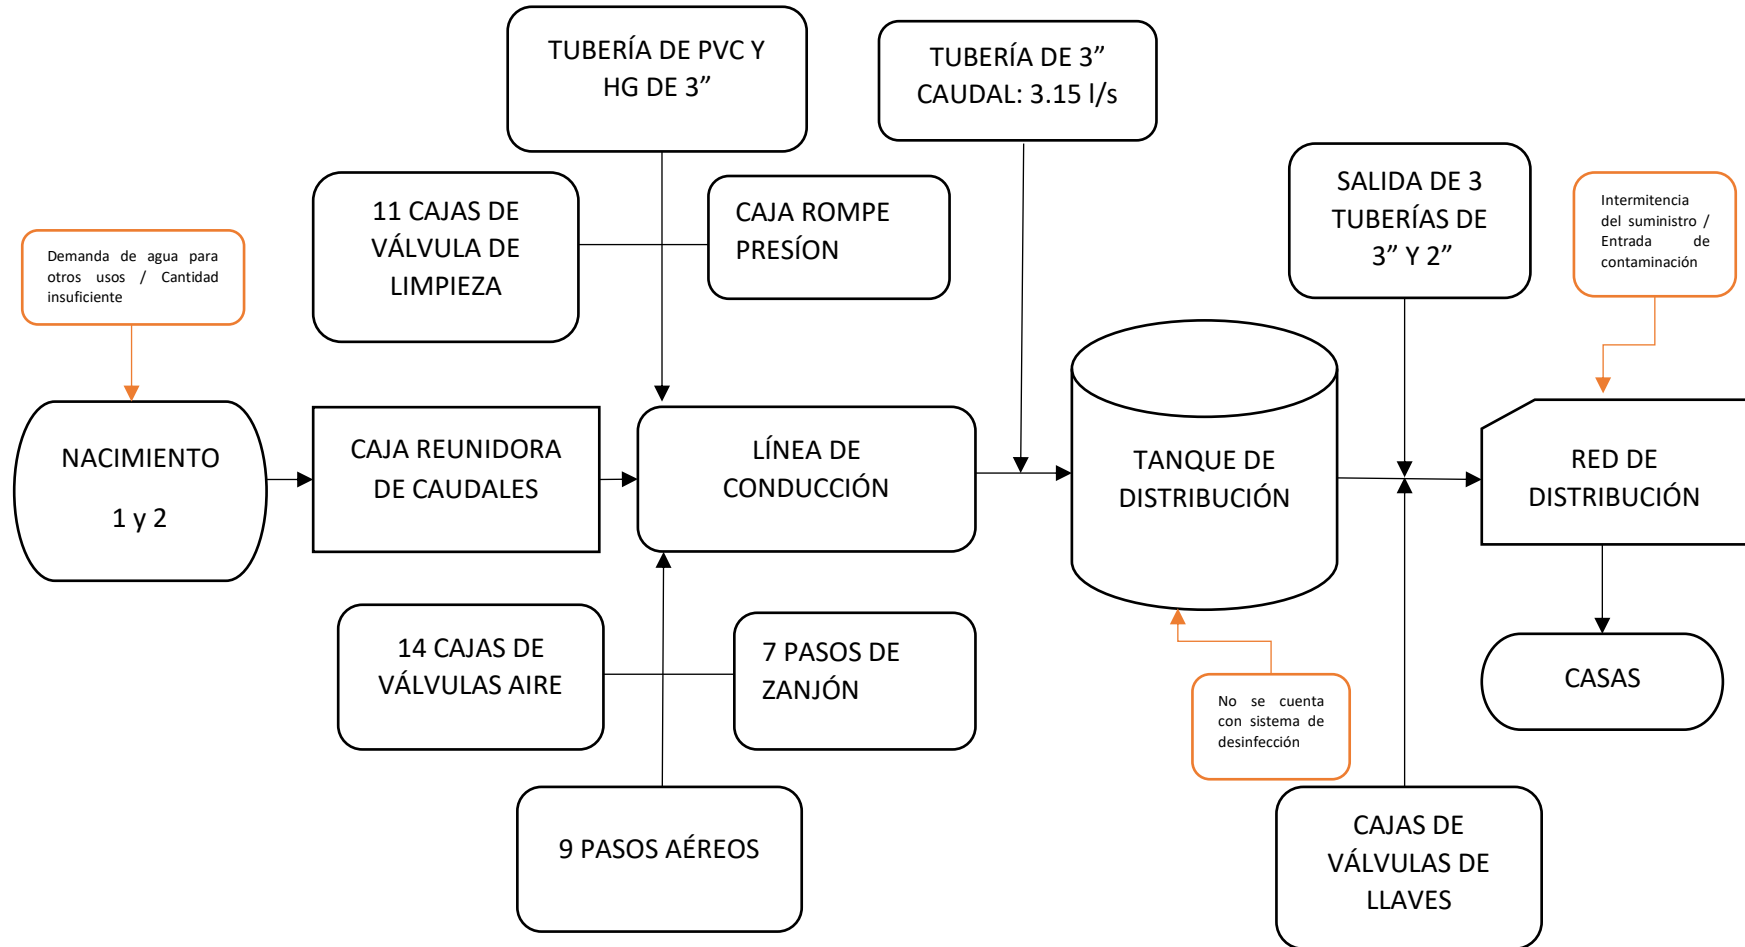 TUBERÍA DE PVC Y
HG DE 3”
TUBERÍA DE 3”
CAUDAL: 3.15 l/s
11 CAJAS DE
VÁLVULA DE
LIMPIEZA
CAJA ROMPE
PRESÍON
SALIDA DE 3
TUBERÍAS DE
3” Y 2”
Intermitencia
del suministro /
Entrada de
contaminación
Demanda de agua para
otros usos / Cantidad
insuficiente
NACIMIENTO
1 y 2
CAJA REUNIDORA
DE CAUDALES
LÍNEA DE
CONDUCCIÓN
TANQUE DE
DISTRIBUCIÓN
RED DE
DISTRIBUCIÓN
14 CAJAS DE
VÁLVULAS AIRE
7 PASOS DE
ZANJÓN
No se cuenta
con sistema de
desinfección
CASAS
9 PASOS AÉREOS
CAJAS DE
VÁLVULAS DE
LLAVES